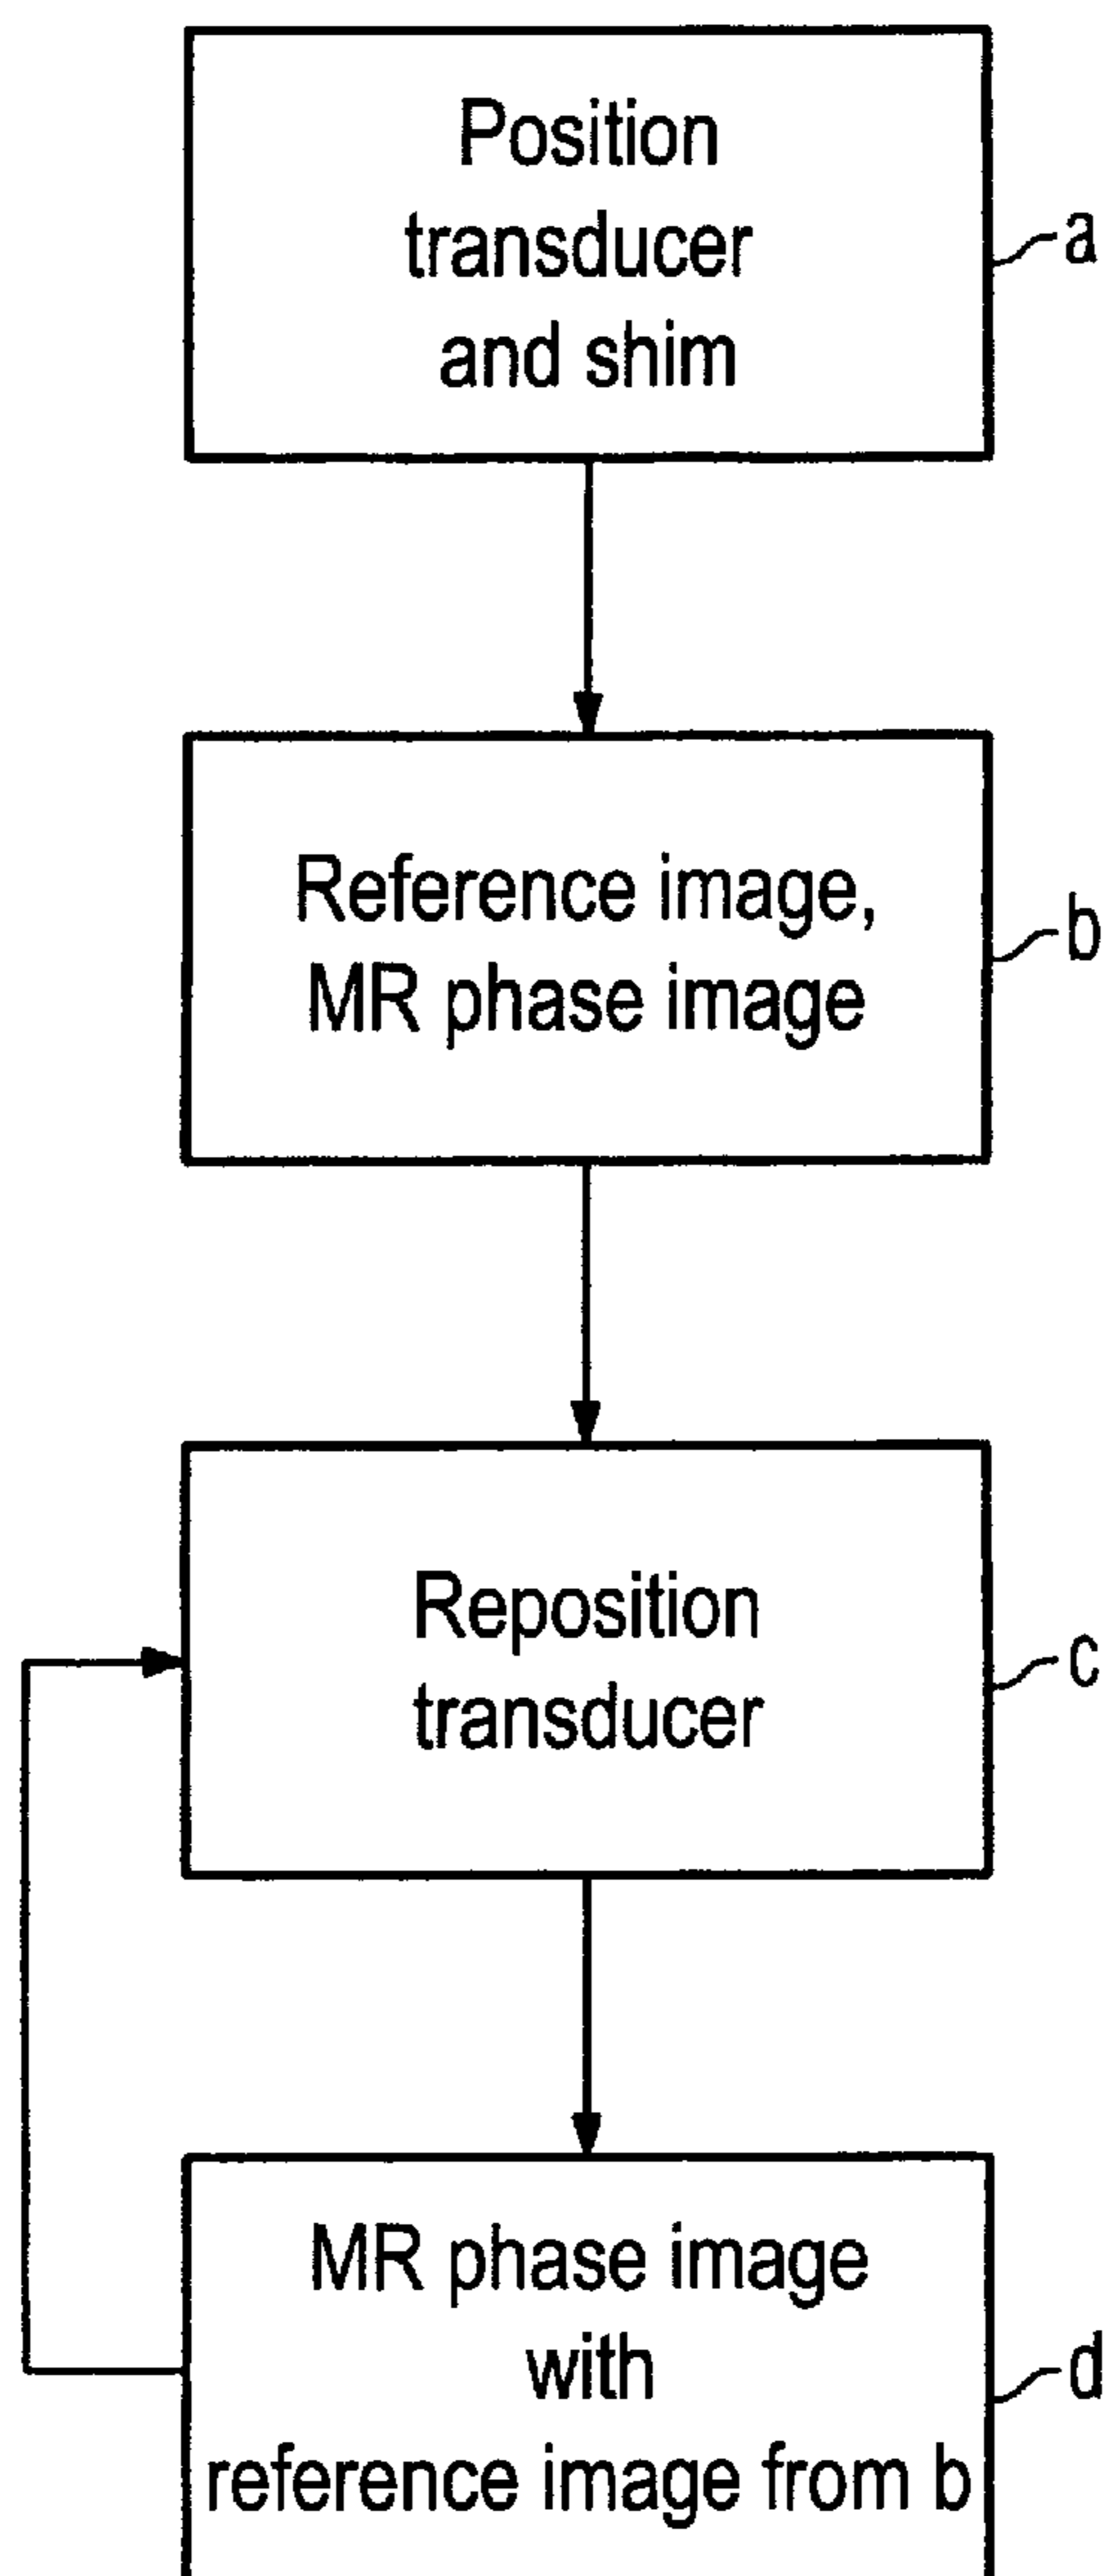 Position
transducer
and shim
a
Reference image,
MR phase image
b
Reposition
transducer
c
MR phase image
with
reference image from b
d